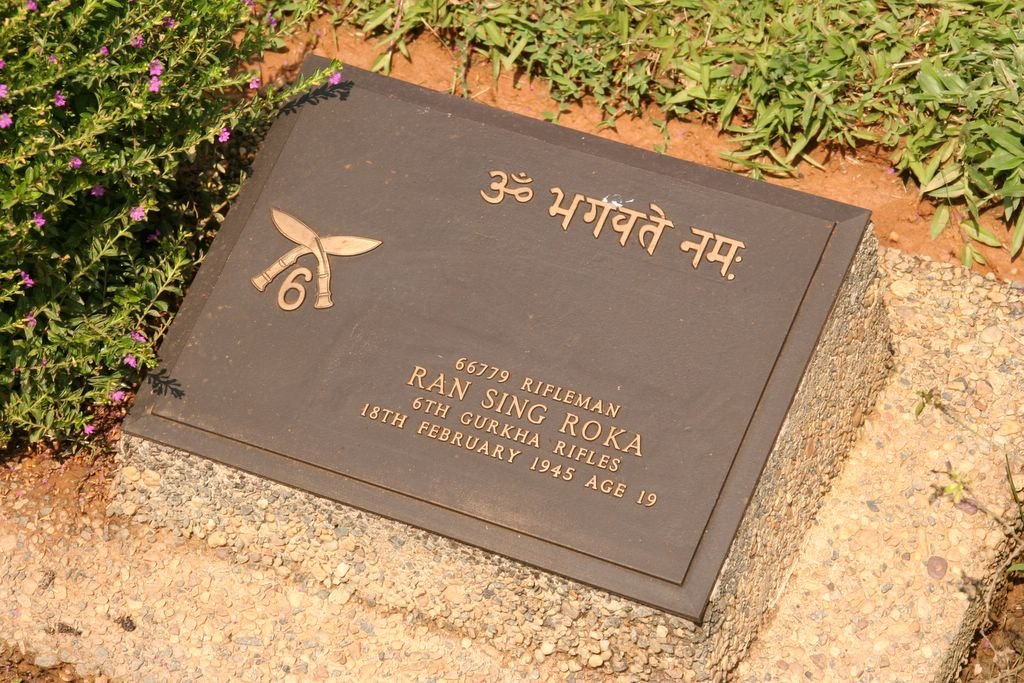 ॐ भगवते नमः
6
66779 RIFLEMAN
RAN SING ROKA
6TH GURKHA RIFLES
18TH FEBRUARY 1945 AGE 19